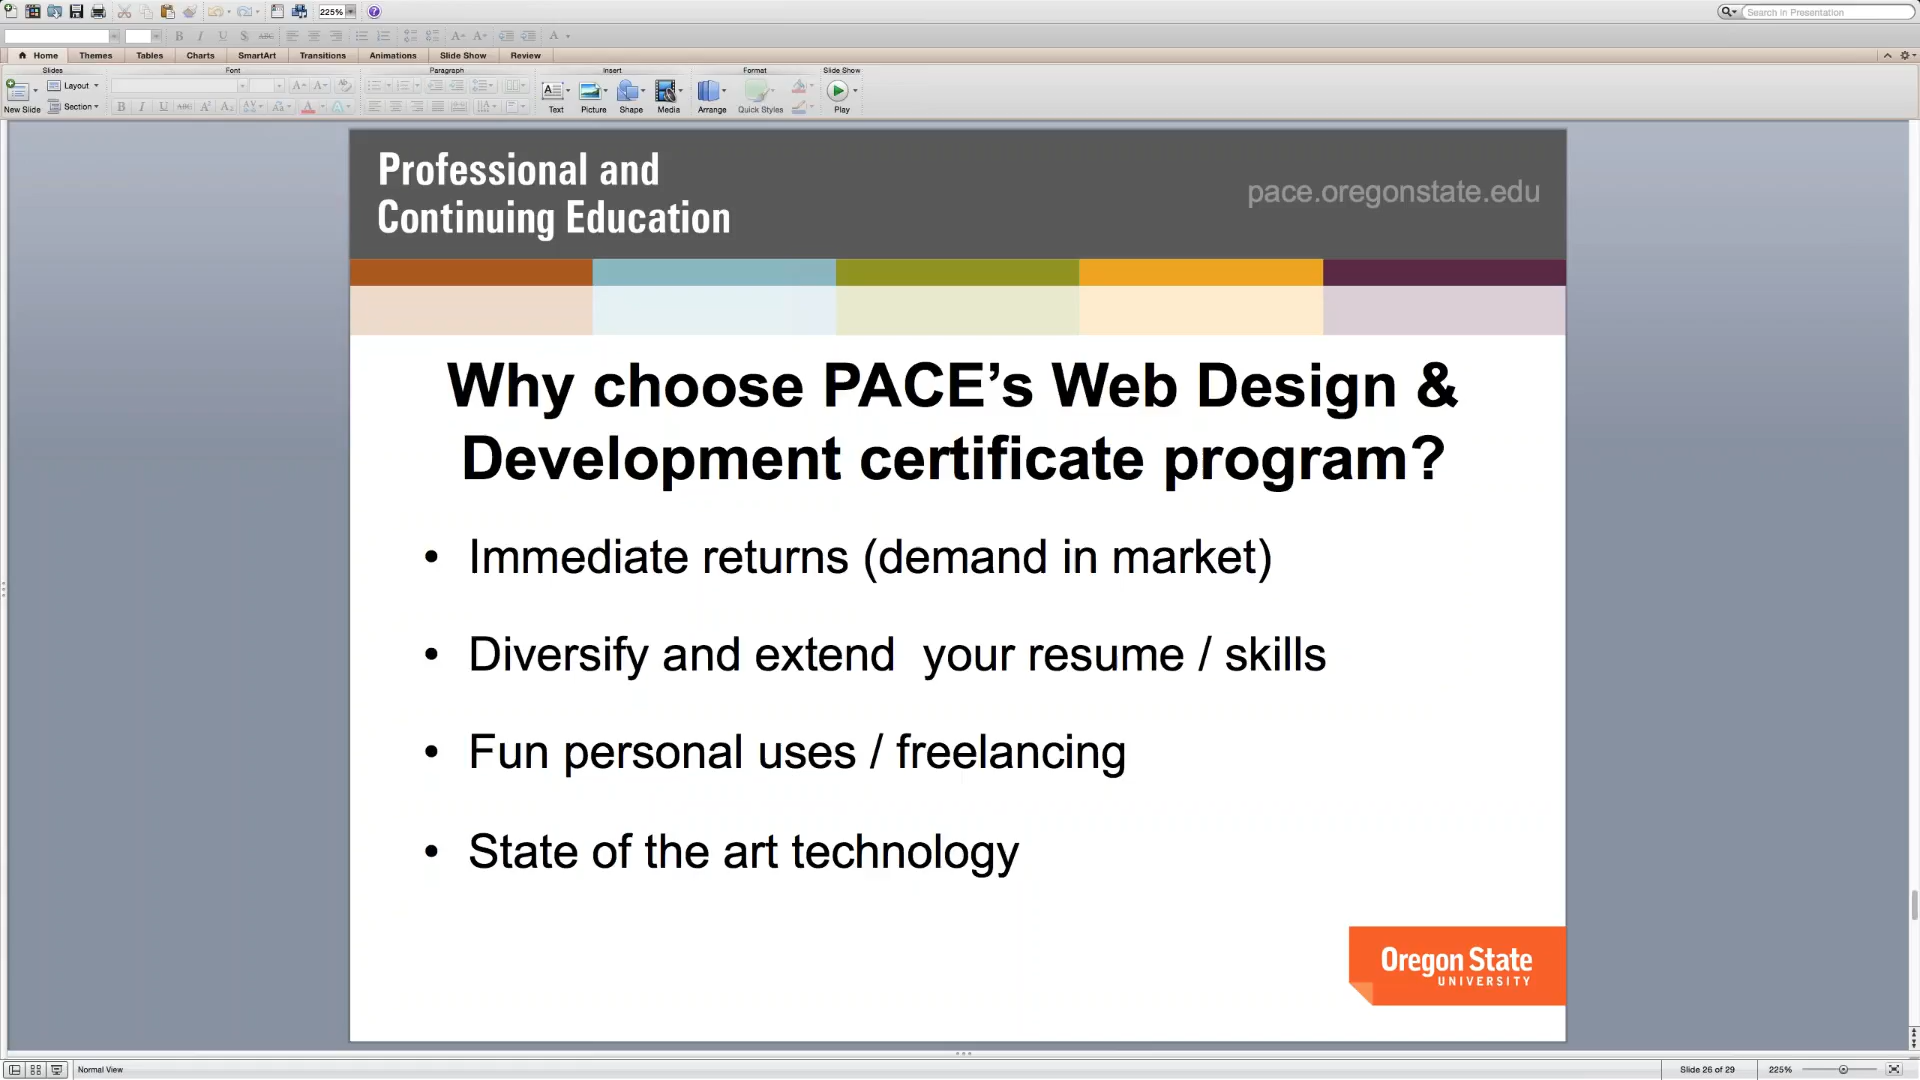 225%
Search in Presentation
Home Themes Tables Charts SmartArt Transitions Animations Slide Show Review
Slides Font Paragraph Insert Format Slide Show
New Slide Layout Section Text Picture Shape Media Arrange Quick Styles Play
Professional and
Continuing Education
pace.oregonstate.edu
Why choose PACE’s Web Design &
Development certificate program?
• Immediate returns (demand in market)
• Diversify and extend  your resume / skills
• Fun personal uses / freelancing
• State of the art technology
Oregon State
UNIVERSITY
Normal View Slide 26 of 29 225%